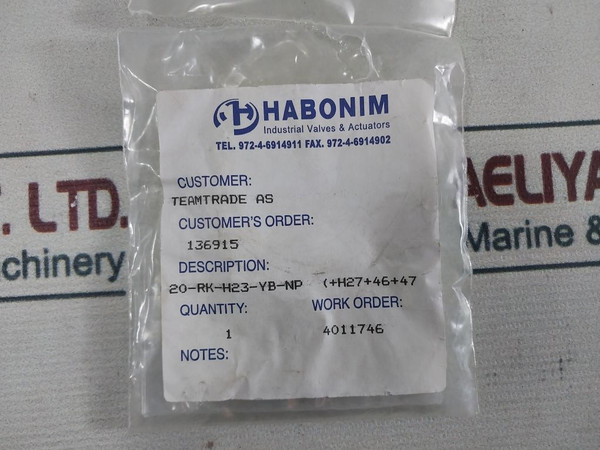 HABONIM
Industrial Valves & Actuators
TEL. 972-4-6914911 FAX. 972-4-6914902
CUSTOMER:
TEAMTRADE AS
CUSTOMER'S ORDER:
136915
DESCRIPTION:
20-RK-H23-YB-NP (+H27+46+47
QUANTITY: WORK ORDER:
1 4011746
NOTES:
. LTD.
chinery
AELIYA
Marine &